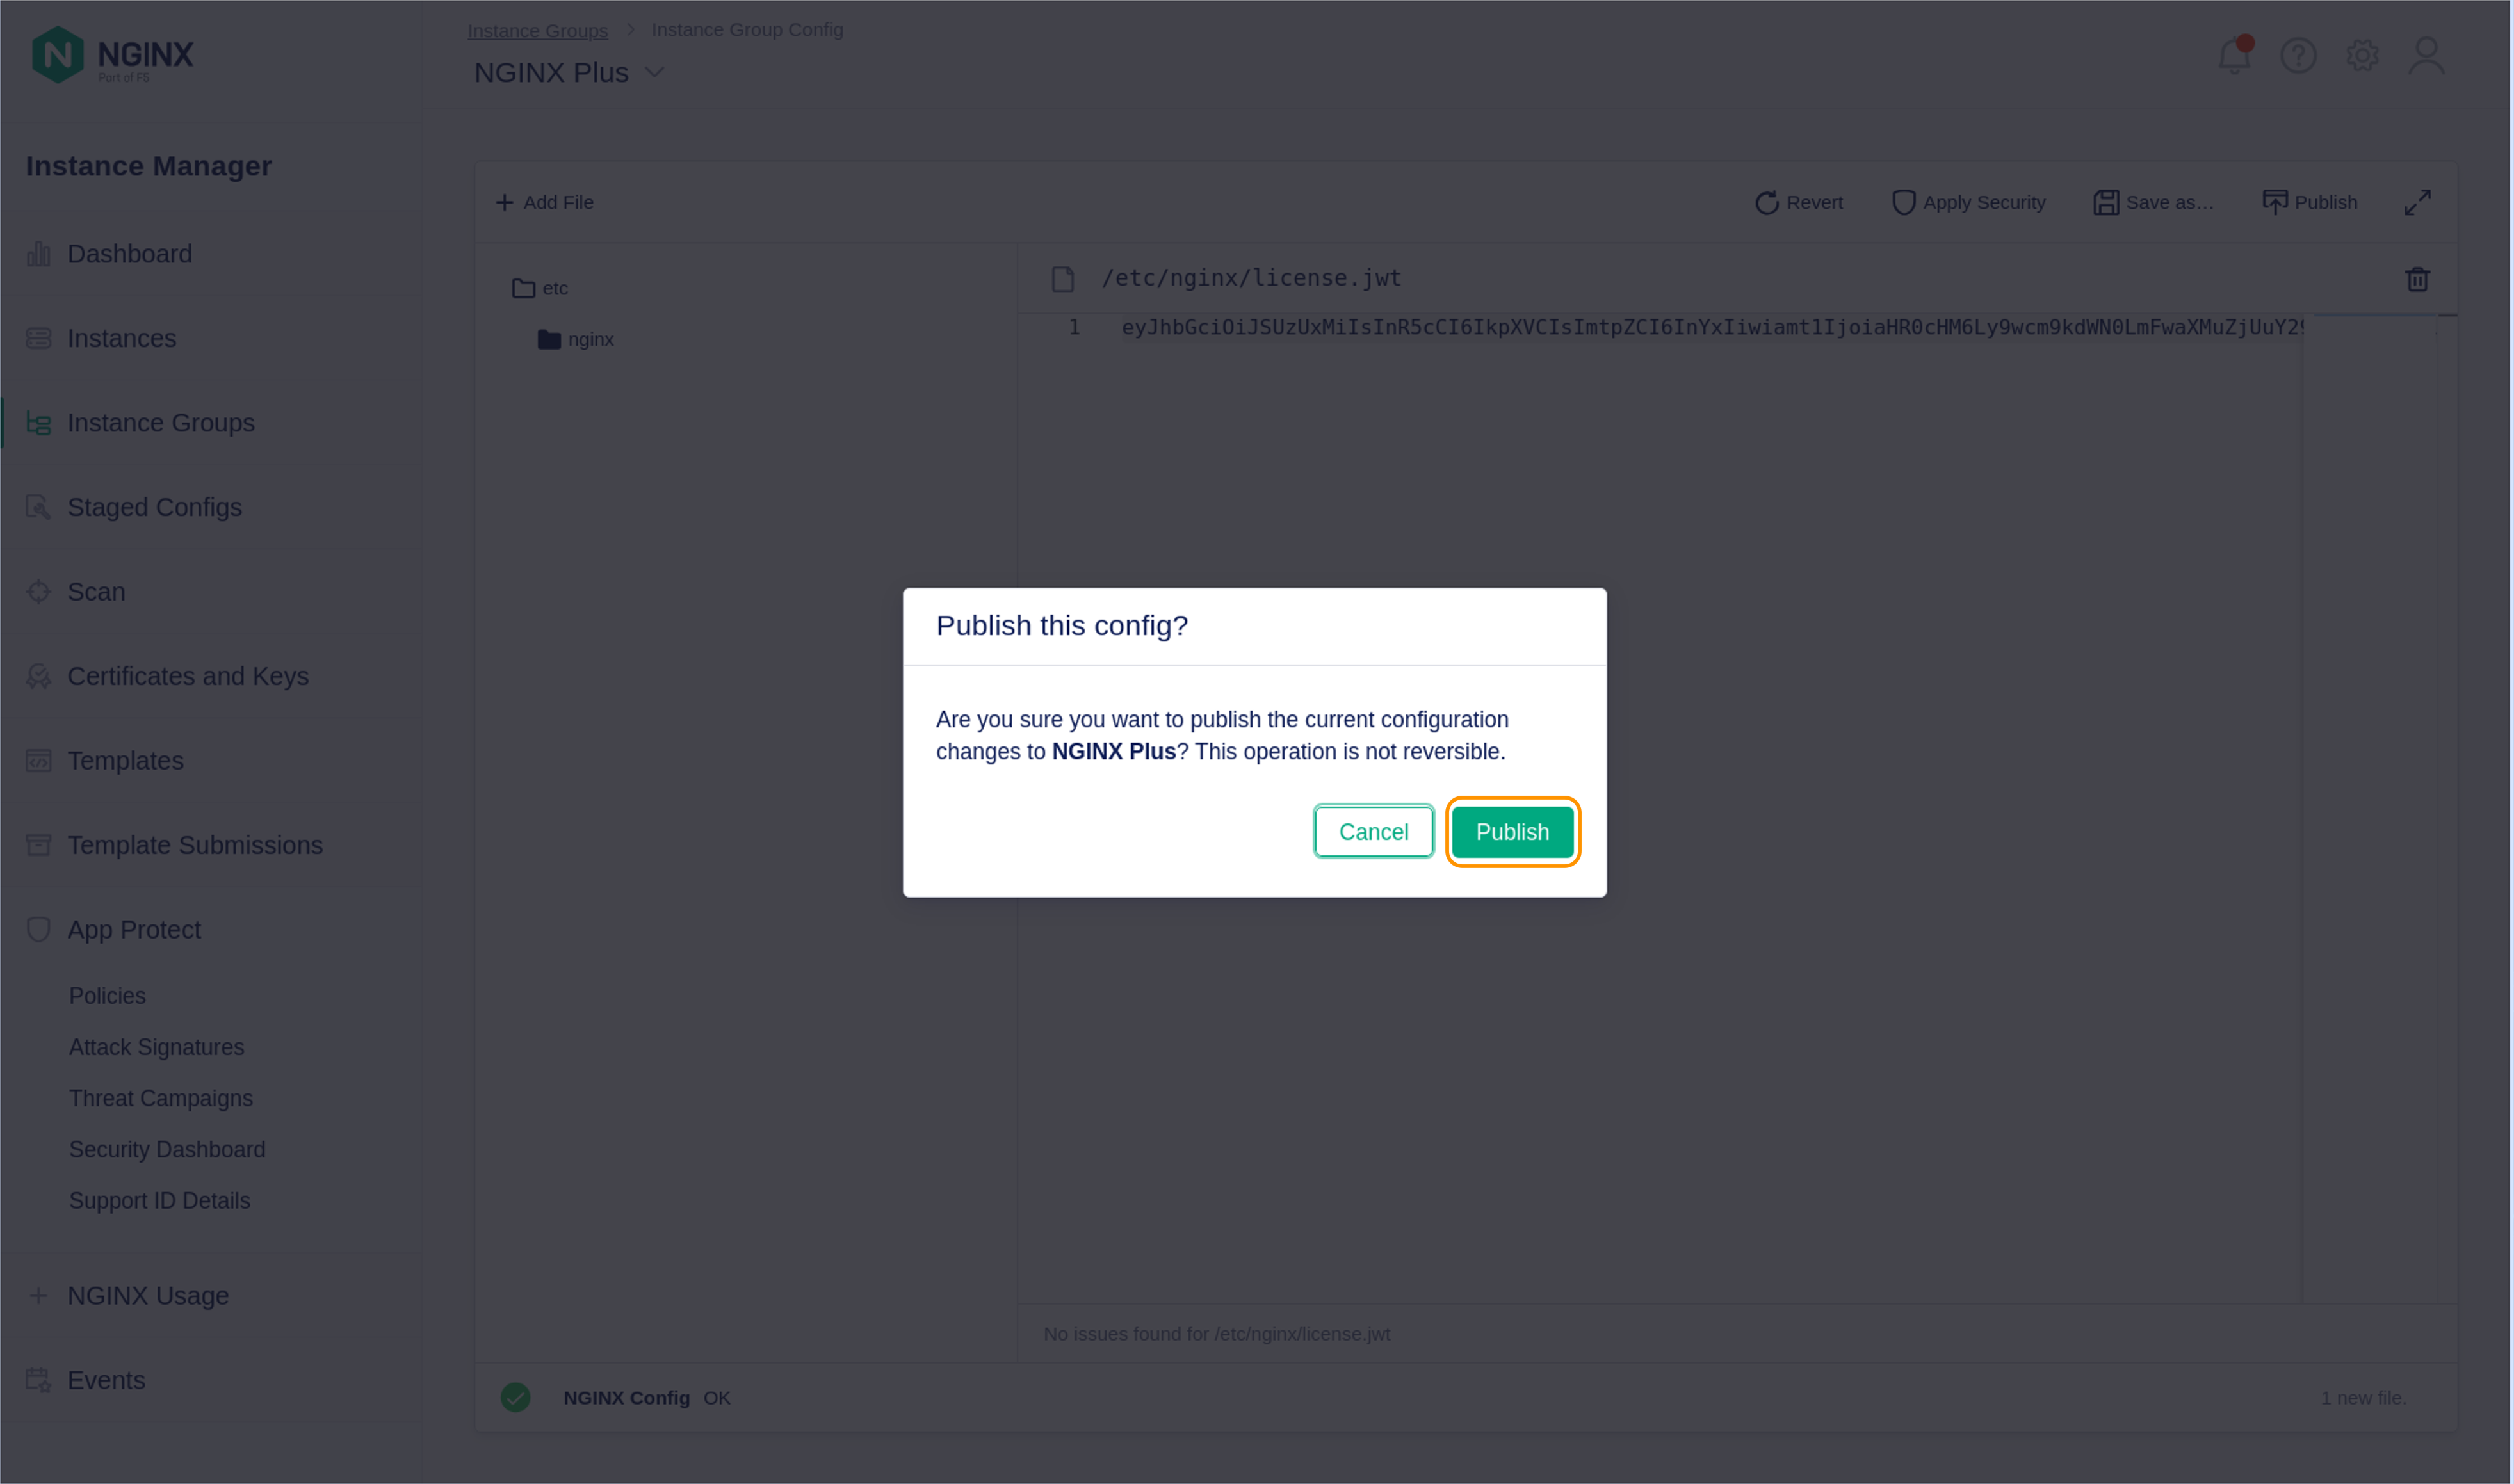 NGINX
Part of F5
Instance Groups > Instance Group Config
NGINX Plus
Instance Manager
Dashboard
Instances
Instance Groups
Staged Configs
Scan
Certificates and Keys
Templates
Template Submissions
App Protect
Policies
Attack Signatures
Threat Campaigns
Security Dashboard
Support ID Details
NGINX Usage
Events
+ Add File
Revert
Apply Security
Save as...
Publish
etc
nginx
/etc/nginx/license.jwt
1 eyJhbGciOiJSUzUxMiIsInR5cCI6IkpXVCIsImtpZCI6InYxIiwiamt1IjoiaHR0cHM6Ly9wcm9kdWN0LmFwaXMuZjUuY29
Publish this config?
Are you sure you want to publish the current configuration
changes to NGINX Plus? This operation is not reversible.
Cancel
Publish
No issues found for /etc/nginx/license.jwt
NGINX Config OK
1 new file.